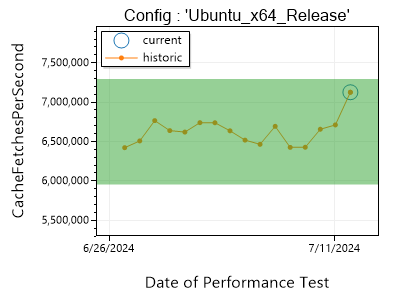 Config : 'Ubuntu_x64_Release'
current
historic
CacheFetchesPerSecond
7,500,000
7,000,000
6,500,000
6,000,000
5,500,000
6/26/2024
7/11/2024
Date of Performance Test